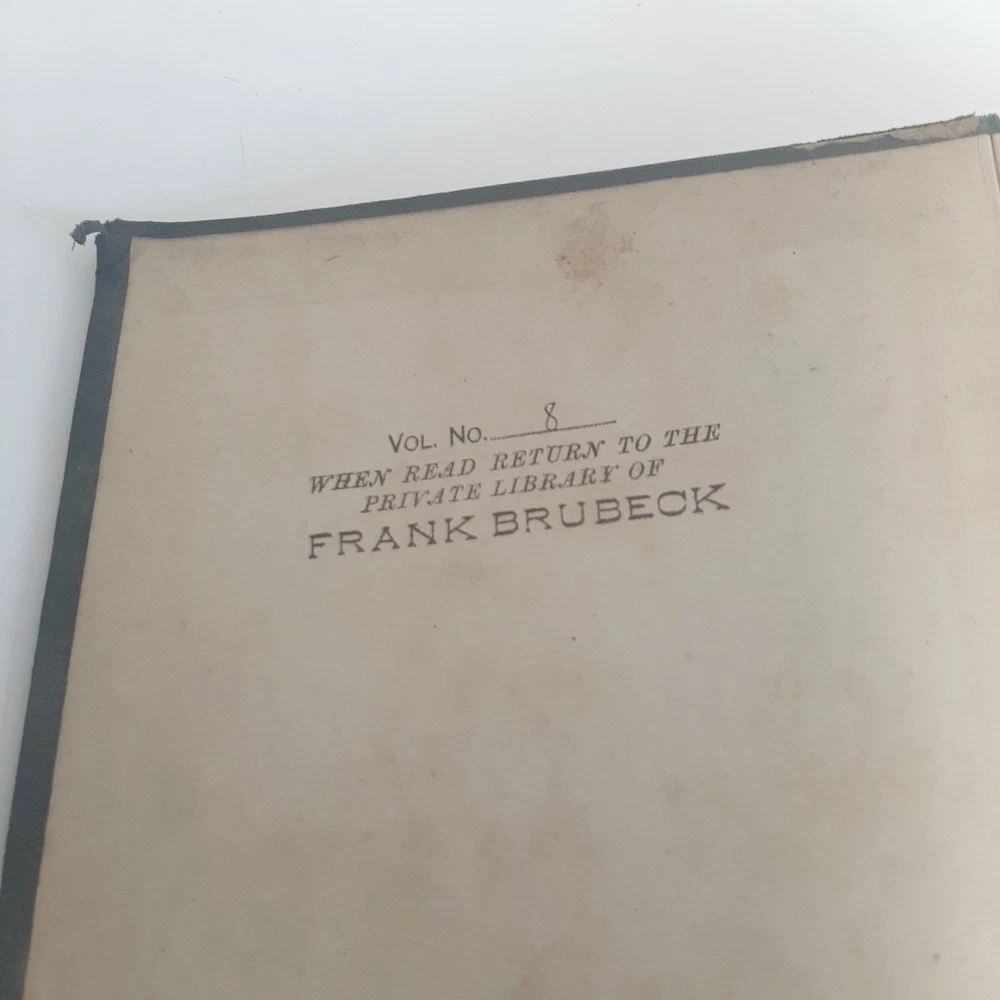 VOL. NO. 8
WHEN READ RETURN TO THE
PRIVATE LIBRARY OF
FRANK BRUBECK